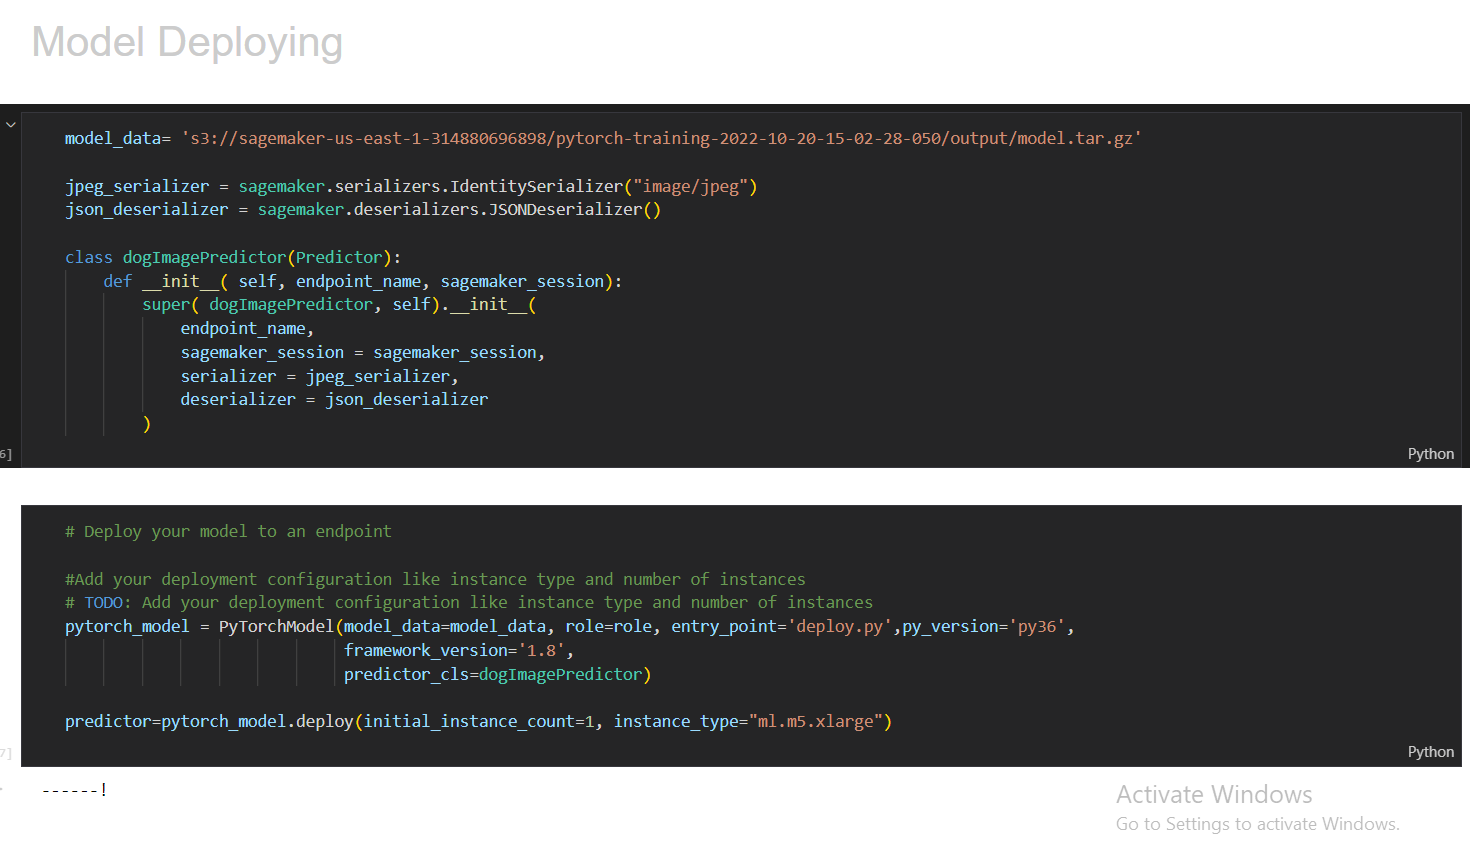 Model Deploying
model_data= 's3://sagemaker-us-east-1-314880696898/pytorch-training-2022-10-20-15-02-28-050/output/model.tar.gz'
jpeg_serializer = sagemaker.serializers.IdentitySerializer("image/jpeg")
json_deserializer = sagemaker.deserializers.JSONDeserializer()
class dogImagePredictor(Predictor):
def __init__( self, endpoint_name, sagemaker_session):
super( dogImagePredictor, self).__init__(
endpoint_name,
sagemaker_session = sagemaker_session,
serializer = jpeg_serializer,
deserializer = json_deserializer
)
6]
Python
# Deploy your model to an endpoint
#Add your deployment configuration like instance type and number of instances
# TODO: Add your deployment configuration like instance type and number of instances
pytorch_model = PyTorchModel(model_data=model_data, role=role, entry_point='deploy.py',py_version='py36',
framework_version='1.8',
predictor_cls=dogImagePredictor)
predictor=pytorch_model.deploy(initial_instance_count=1, instance_type="ml.m5.xlarge")
7]
Python
------!
Activate Windows
Go to Settings to activate Windows.